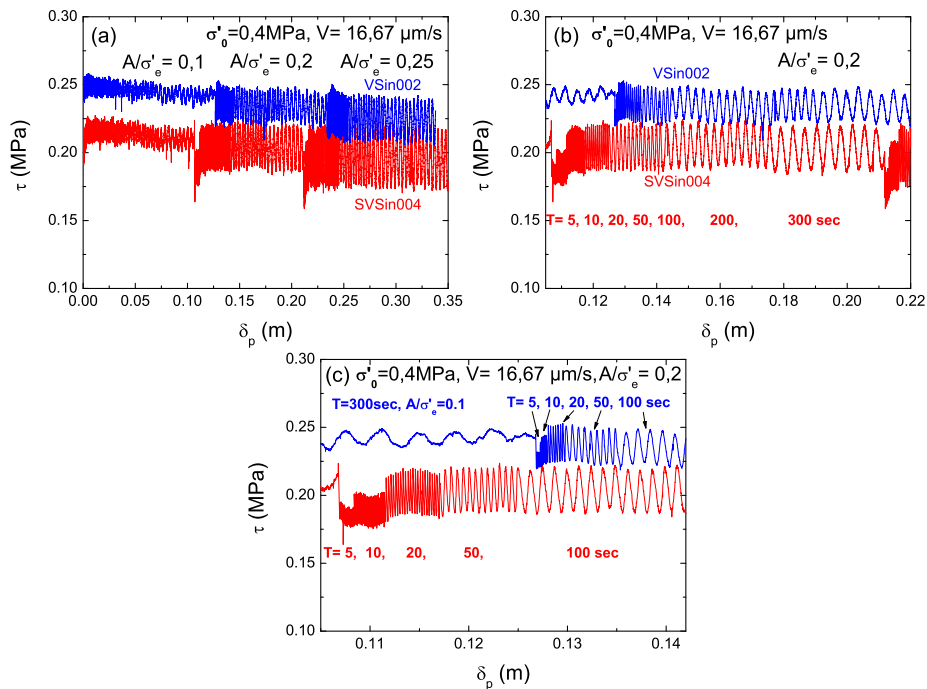 (a)
σ'0=0,4MPa, V= 16,67 μm/s
A/σ'e= 0,1
A/σ'e= 0,2
A/σ'e= 0,25
VSin002
SVSin004
0.30
0.25
0.20
0.15
0.10
τ (MPa)
0.00 0.05 0.10 0.15 0.20 0.25 0.30 0.35
δp (m)
(b)
σ'0=0,4MPa, V= 16,67 μm/s
VSin002
A/σ'e= 0,2
SVSin004
T= 5, 10, 20, 50, 100, 200, 300 sec
0.30
0.25
0.20
0.15
0.10
τ (MPa)
0.12 0.14 0.16 0.18 0.20 0.22
δp (m)
(c) σ'0=0,4MPa, V= 16,67 μm/s,A/σ'e= 0,2
T=300sec, A/σ'e=0.1
T= 5, 10, 20, 50, 100 sec
T= 5, 10, 20, 50, 100 sec
0.30
0.25
0.20
0.15
0.10
τ (MPa)
0.11 0.12 0.13 0.14
δp (m)